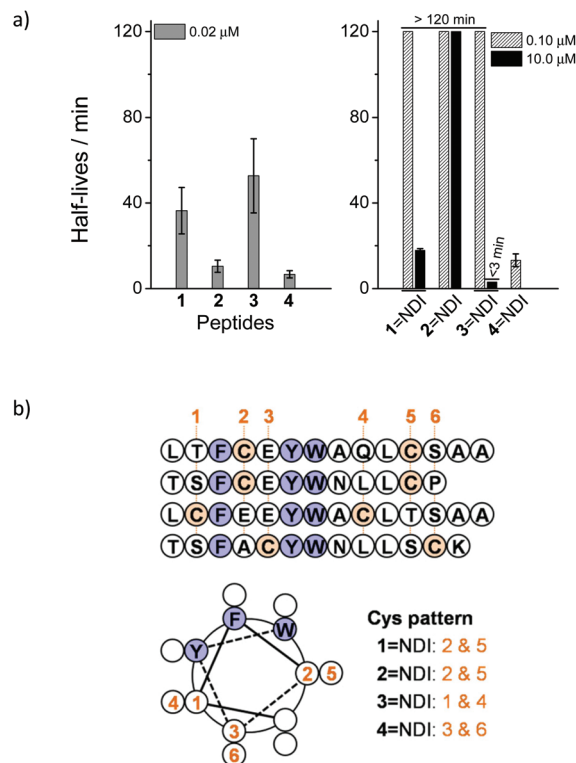 a)
120
80
40
0
Half-lives / min
0.02 µM
1 2 3 4
Peptides
120
80
40
0
> 120 min
0.10 µM
10.0 µM
<3 min
1=NDI 2=NDI 3=NDI 4=NDI
b)
1 2 3 4 5 6
L T F C E Y W A Q L C S A A
T S F C E Y W N L L C P
L C F E E Y W A C L T S A A
T S F A C Y W N L L S C K
F
W
Y
2 5
4 1
3
6
Cys pattern
1=NDI: 2 & 5
2=NDI: 2 & 5
3=NDI: 1 & 4
4=NDI: 3 & 6